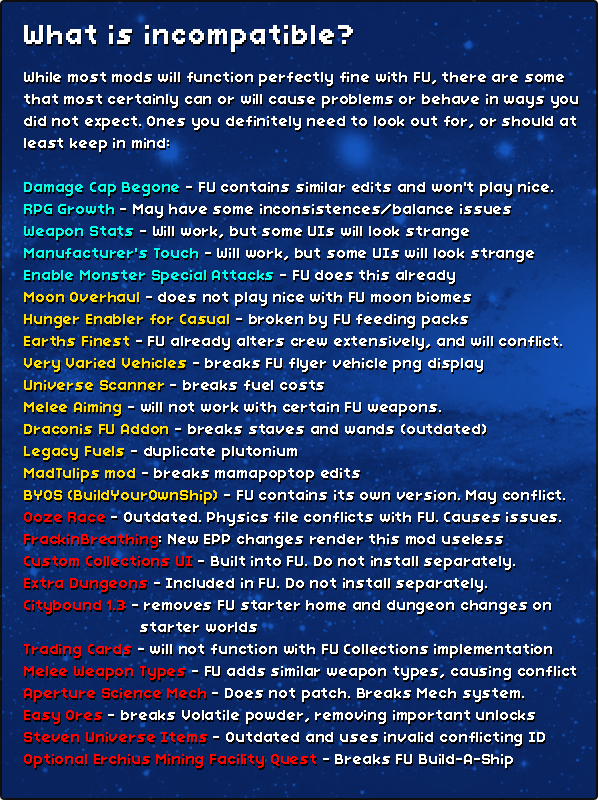 What is incompatible?
While most mods will function perfectly fine with FU, there are some
that most certainly can or will cause problems or behave in ways you
did not expect. Ones you definitely need to look out for, or should at
least keep in mind:
Damage Cap Begone - FU contains similar edits and won't play nice.
RPG Growth - May have some inconsistences/balance issues
Weapon Stats - Will work, but some UIs will look strange
Manufacturer's Touch - Will work, but some UIs will look strange
Enable Monster Special Attacks - FU does this already
Moon Overhaul - does not play nice with FU moon biomes
Hunger Enabler for Casual - broken by FU feeding packs
Earths Finest - FU already alters crew extensively, and will conflict.
Very Varied Vehicles - breaks FU flyer vehicle png display
Universe Scanner - breaks fuel costs
Melee Aiming - will not work with certain FU weapons.
Draconis FU Addon - breaks staves and wands (outdated)
Legacy Fuels - duplicate plutonium
MadTulips mod - breaks mamapoptop edits
BYOS (BuildYourOwnShip) - FU contains its own version. May conflict.
Ooze Race - Outdated. Physics file conflicts with FU. Causes issues.
FrackinBreathing: New EPP changes render this mod useless
Custom Collections UI - Built into FU. Do not install separately.
Extra Dungeons - Included in FU. Do not install separately.
Citybound 1.3 - removes FU starter home and dungeon changes on
starter worlds
Trading Cards - will not function with FU Collections implementation
Melee Weapon Types - FU adds similar weapon types, causing conflict
Aperture Science Mech - Does not patch. Breaks Mech system.
Easy Ores - breaks Volatile powder, removing important unlocks
Steven Universe Items - Outdated and uses invalid conflicting ID
Optional Erchius Mining Facility Quest - Breaks FU Build-A-Ship